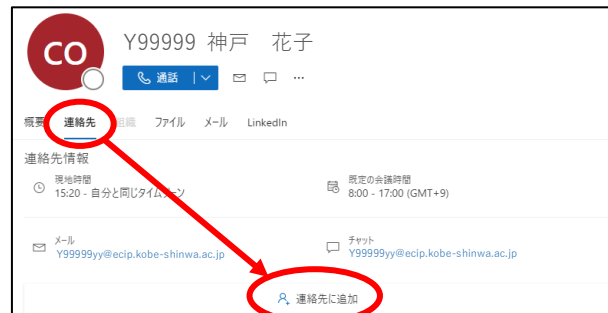 CO
Y99999 神戸　花子
通話
…
概要 連絡先 組織 ファイル メール LinkedIn
連絡先情報
現地時間
15:20 - 自分と同じタイムゾーン
既定の会議時間
8:00 - 17:00 (GMT+9)
メール
Y99999yy@ecip.kobe-shinwa.ac.jp
チャット
Y99999yy@ecip.kobe-shinwa.ac.jp
連絡先に追加